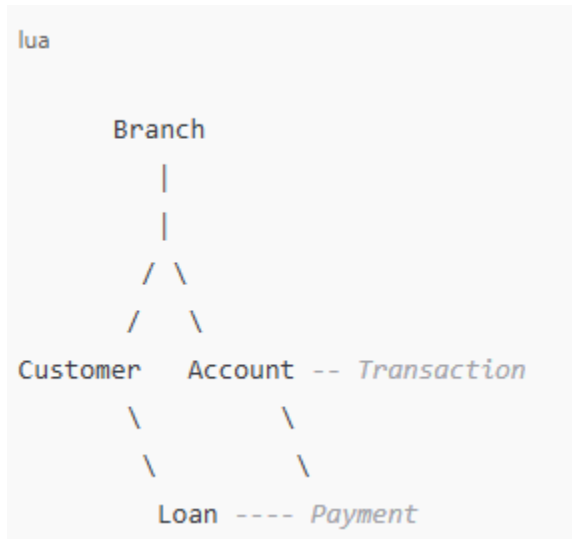 lua
Branch
|
|
/ \
/ \
Customer Account -- Transaction
\ \
\ \
Loan ---- Payment